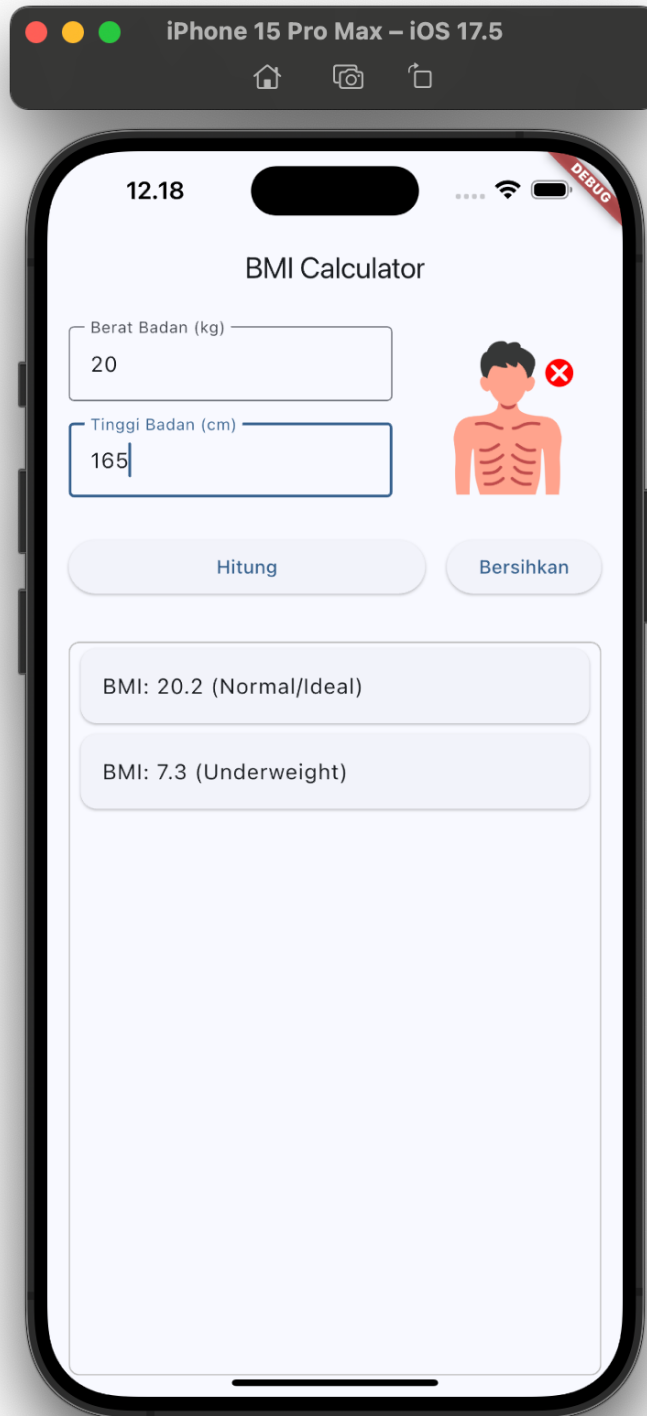 iPhone 15 Pro Max – iOS 17.5
12.18
DEBUG
BMI Calculator
Berat Badan (kg)
20
Tinggi Badan (cm)
165
Hitung
Bersihkan
BMI: 20.2 (Normal/Ideal)
BMI: 7.3 (Underweight)